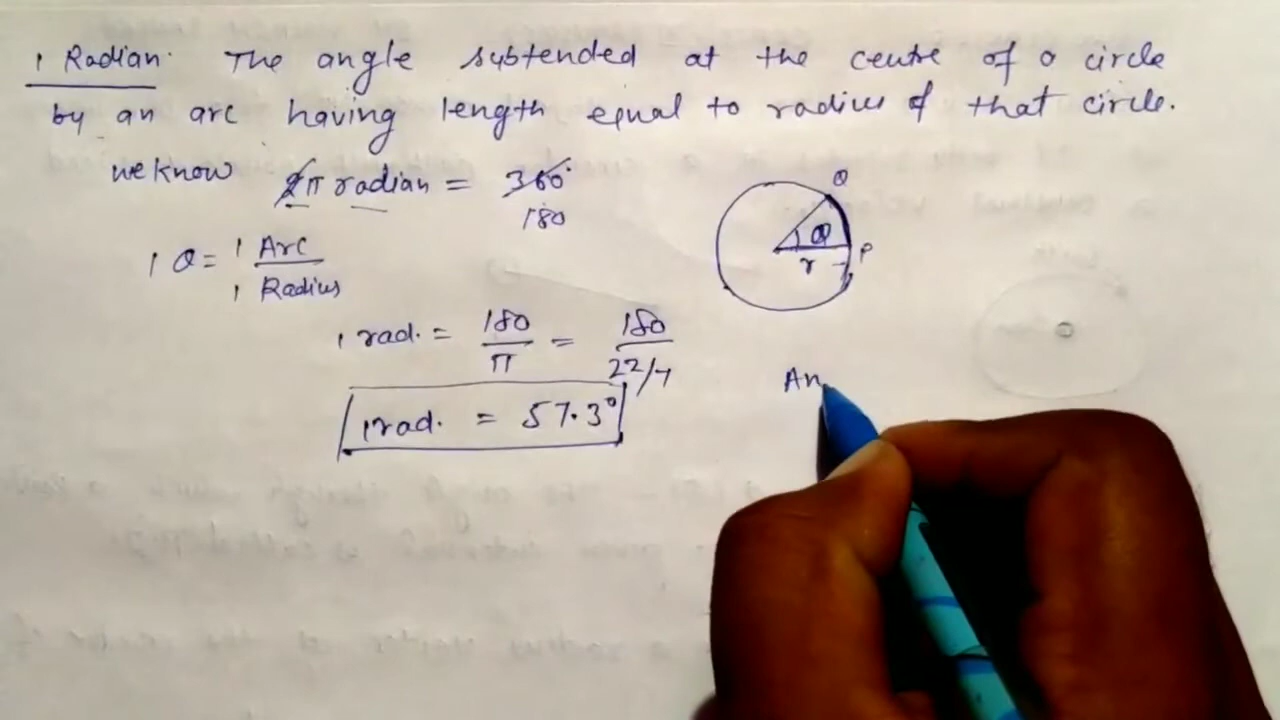 1 Radian. The angle subtended at the centre of a circle
by an arc having length equal to radius of that circle.
we know 2π radian = 360°
180
1 θ = 1 Arc / 1 Radius
1 rad. = 180/π = 180/22/7
1 rad. = 57.3°
Q
θ
P
r
An